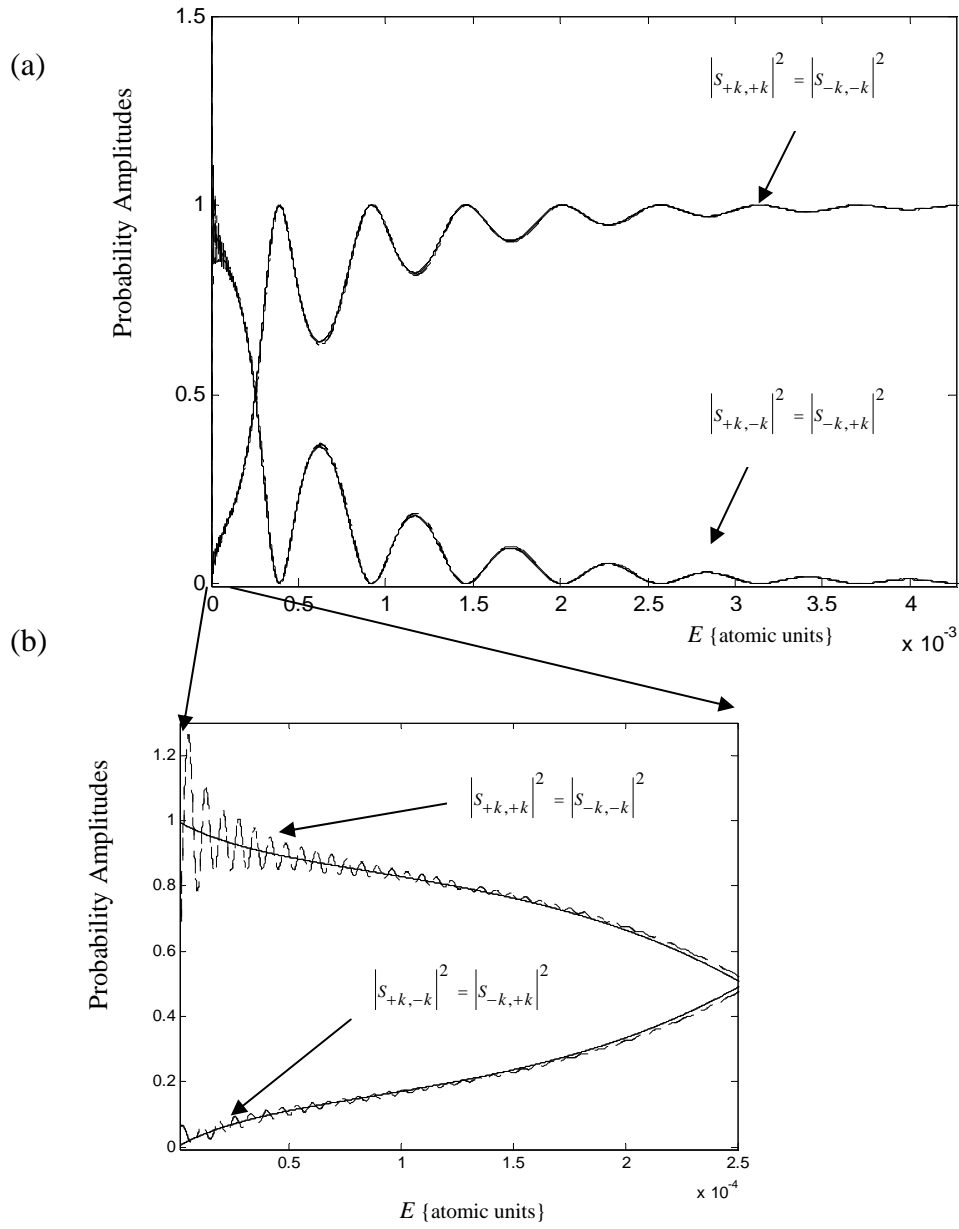 (a)
Probability Amplitudes
1.5
1
0.5
0
|S+k,+k|² = |S−k,−k|²
|S+k,−k|² = |S−k,+k|²
0 0.5 1 1.5 2 2.5 3 3.5 4
E {atomic units}
x 10⁻³
(b)
Probability Amplitudes
1.2
1
0.8
0.6
0.4
0.2
0
|S+k,+k|² = |S−k,−k|²
|S+k,−k|² = |S−k,+k|²
0.5 1 1.5 2 2.5
x 10⁻⁴
E {atomic units}